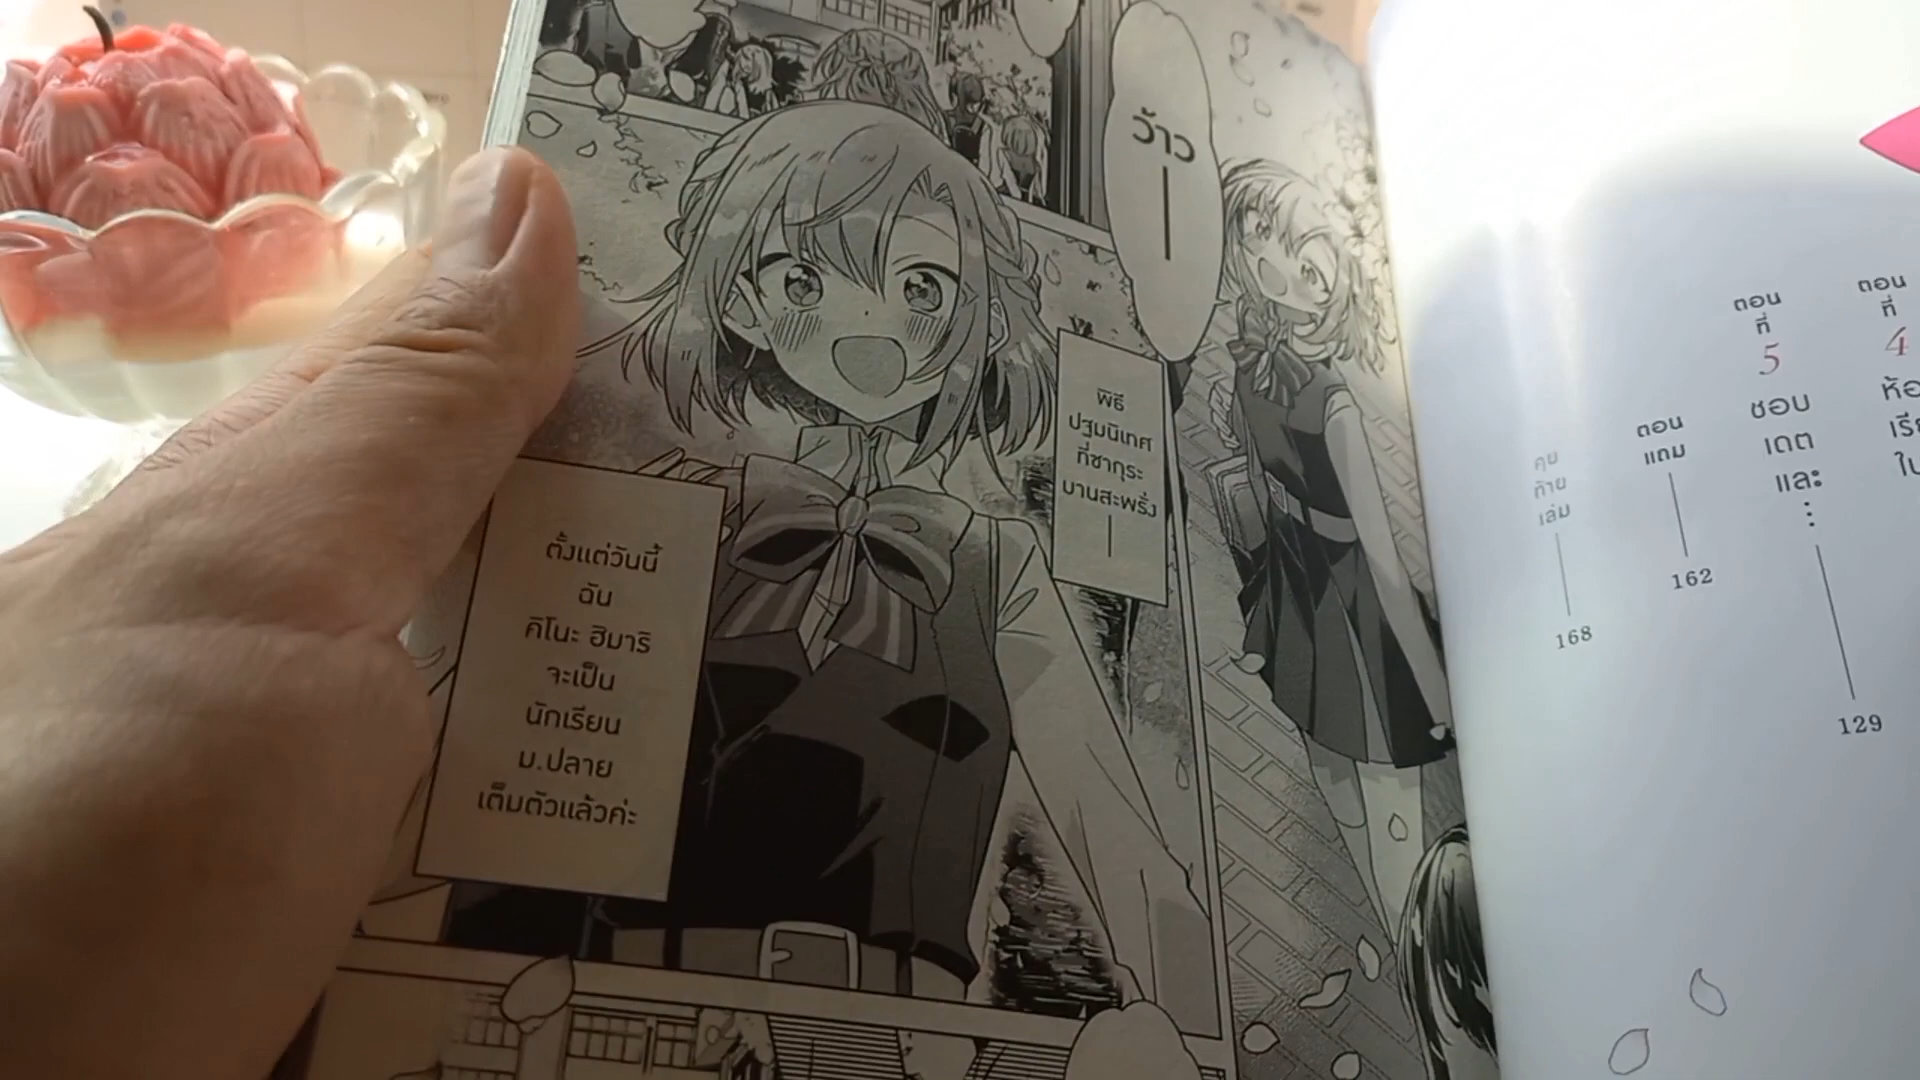 ว้าว
พิธี
ปฐมนิเทศ
ที่ซากุระ
บานสะพรั่ง
ตั้งแต่วันนี้
ฉัน
คิโนะ ฮิมาริ
จะเป็น
นักเรียน
ม.ปลาย
เต็มตัวแล้วค่ะ
ตอน
ที่
4
ตอน
ที่
5
ชอบ
เดต
และ
⋮
129
ตอน
แถม
162
คุย
ท้าย
เล่ม
168